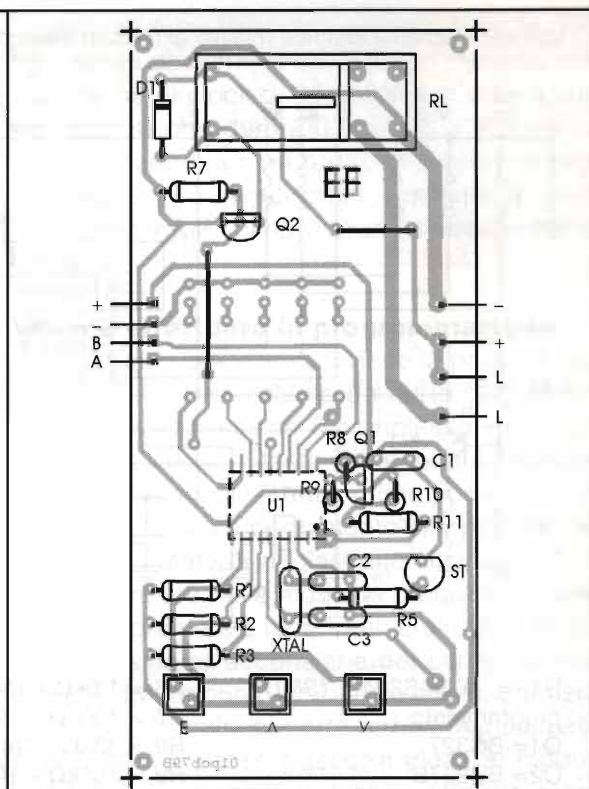 D1
RL
R7
Q2
+
-
B
+
A
L
L
R8
Q1
C1
R9
R10
U1
R11
C2
ST
R1
R5
R2
C3
XTAL
R3
E
Λ
V
01pcb79B